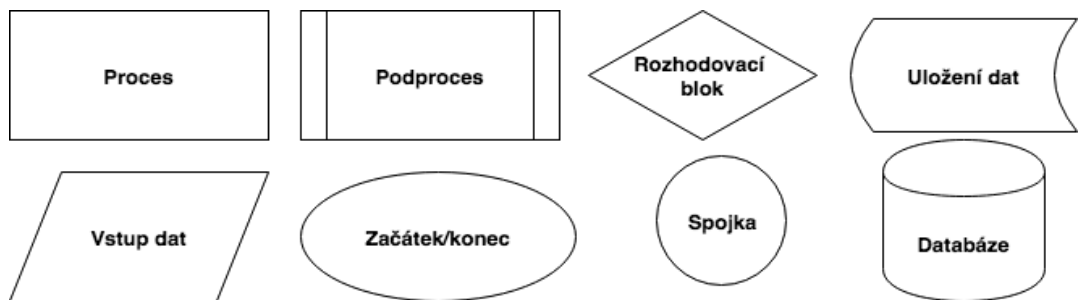 Proces
Podproces
Rozhodovací
blok
Uložení dat
Vstup dat
Začátek/konec
Spojka
Databáze